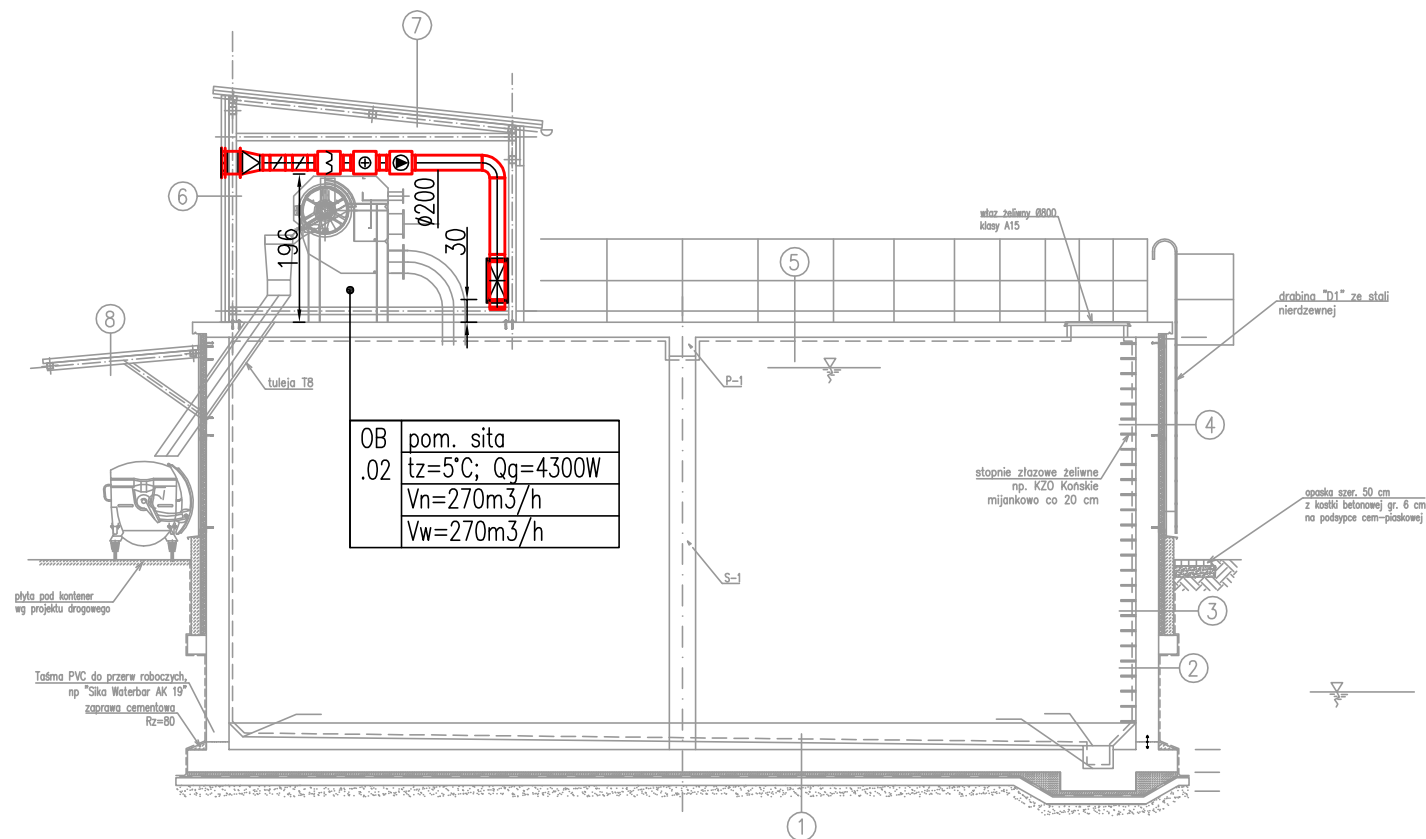 7
6
196
ø200
30
właz żeliwny Ø800
klasy A15
5
drabina "D1" ze stali
nierdzewnej
8
tuleja T8
P-1
4
OB
.02
pom. sita
tz=5°C; Qg=4300W
Vn=270m3/h
Vw=270m3/h
stopnie złazowe żeliwne
np. KZO Końskie
mijankowo co 20 cm
opaska szer. 50 cm
z kostki betonowej gr. 6 cm
na podsypce cem-piaskowej
S-1
płyta pod kontener
wg projektu drogowego
3
2
Taśma PVC do przerw roboczych,
np "Sika Waterbar AK 19"
zaprawa cementowa
Rz=80
1